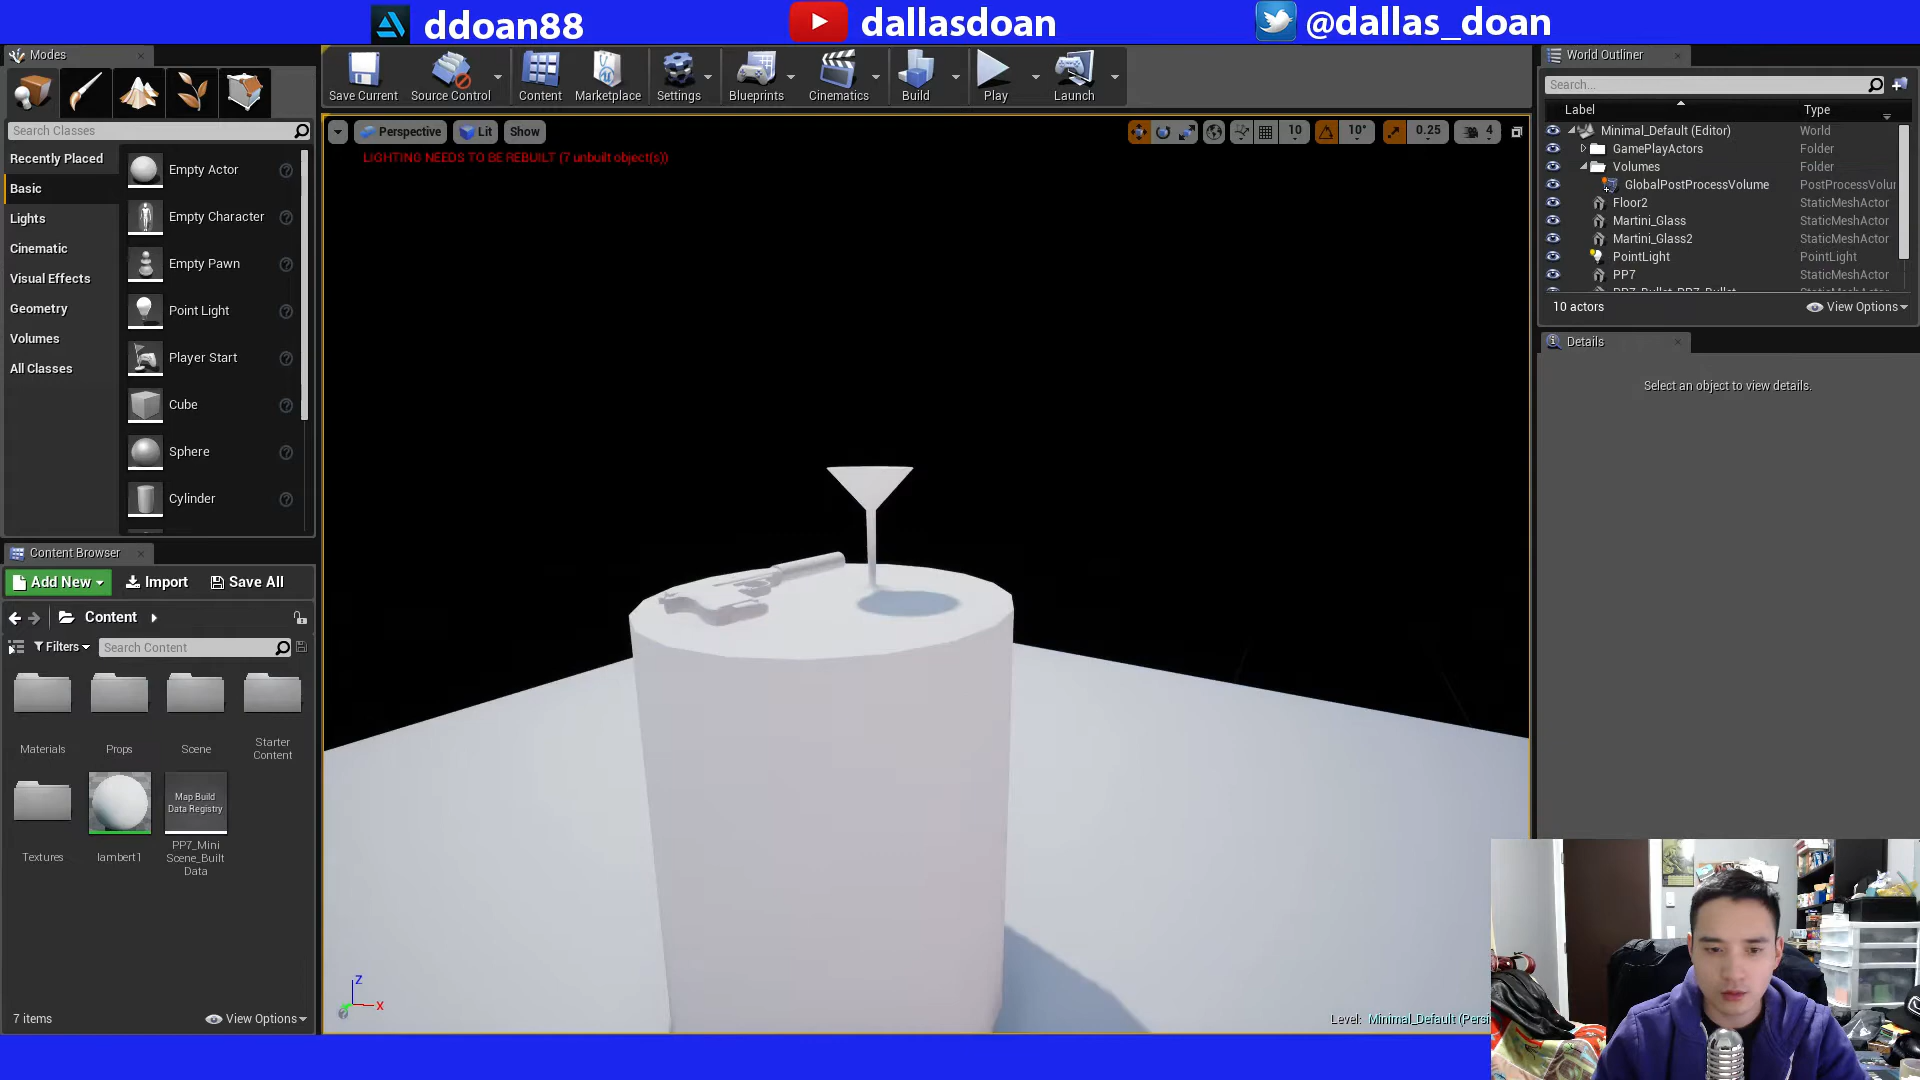 ddoan88
dallasdoan
@dallas_doan
Modes
World Outliner
Save Current
Source Control
Content
Marketplace
Settings
Blueprints
Cinematics
Build
Play
Launch
Search...
Label
Type
Search Classes
Perspective
Lit
Show
10
10°
0.25
4
LIGHTING NEEDS TO BE REBUILT (7 unbuilt object(s))
Minimal_Default (Editor) World
GamePlayActors Folder
Volumes Folder
GlobalPostProcessVolume PostProcessVolu
Floor2 StaticMeshActor
Martini_Glass StaticMeshActor
Martini_Glass2 StaticMeshActor
PointLight PointLight
PP7 StaticMeshActor
PP7_Bullet_PP7_Bullet StaticMeshActor
10 actors
View Options
Recently Placed
Basic
Lights
Cinematic
Visual Effects
Geometry
Volumes
All Classes
Empty Actor
Empty Character
Empty Pawn
Point Light
Player Start
Cube
Sphere
Cylinder
Details
Select an object to view details.
Content Browser
Add New
Import
Save All
Content
Filters
Search Content
Materials
Props
Scene
Starter
Content
Textures
lambert1
Map Build
Data Registry
PP7_Mini
Scene_Built
Data
7 items
View Options
Z
X
Level: Minimal_Default (Persi